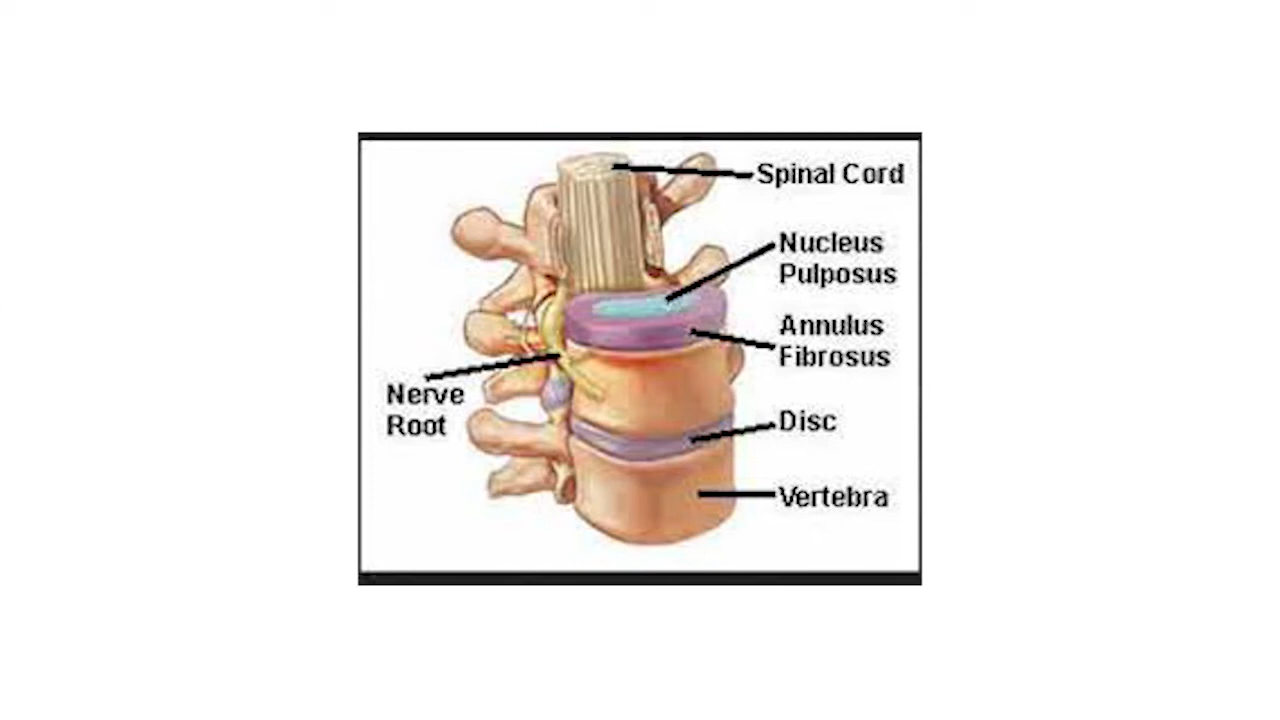 Spinal Cord
Nucleus
Pulposus
Annulus
Fibrosus
Nerve
Root
Disc
Vertebra